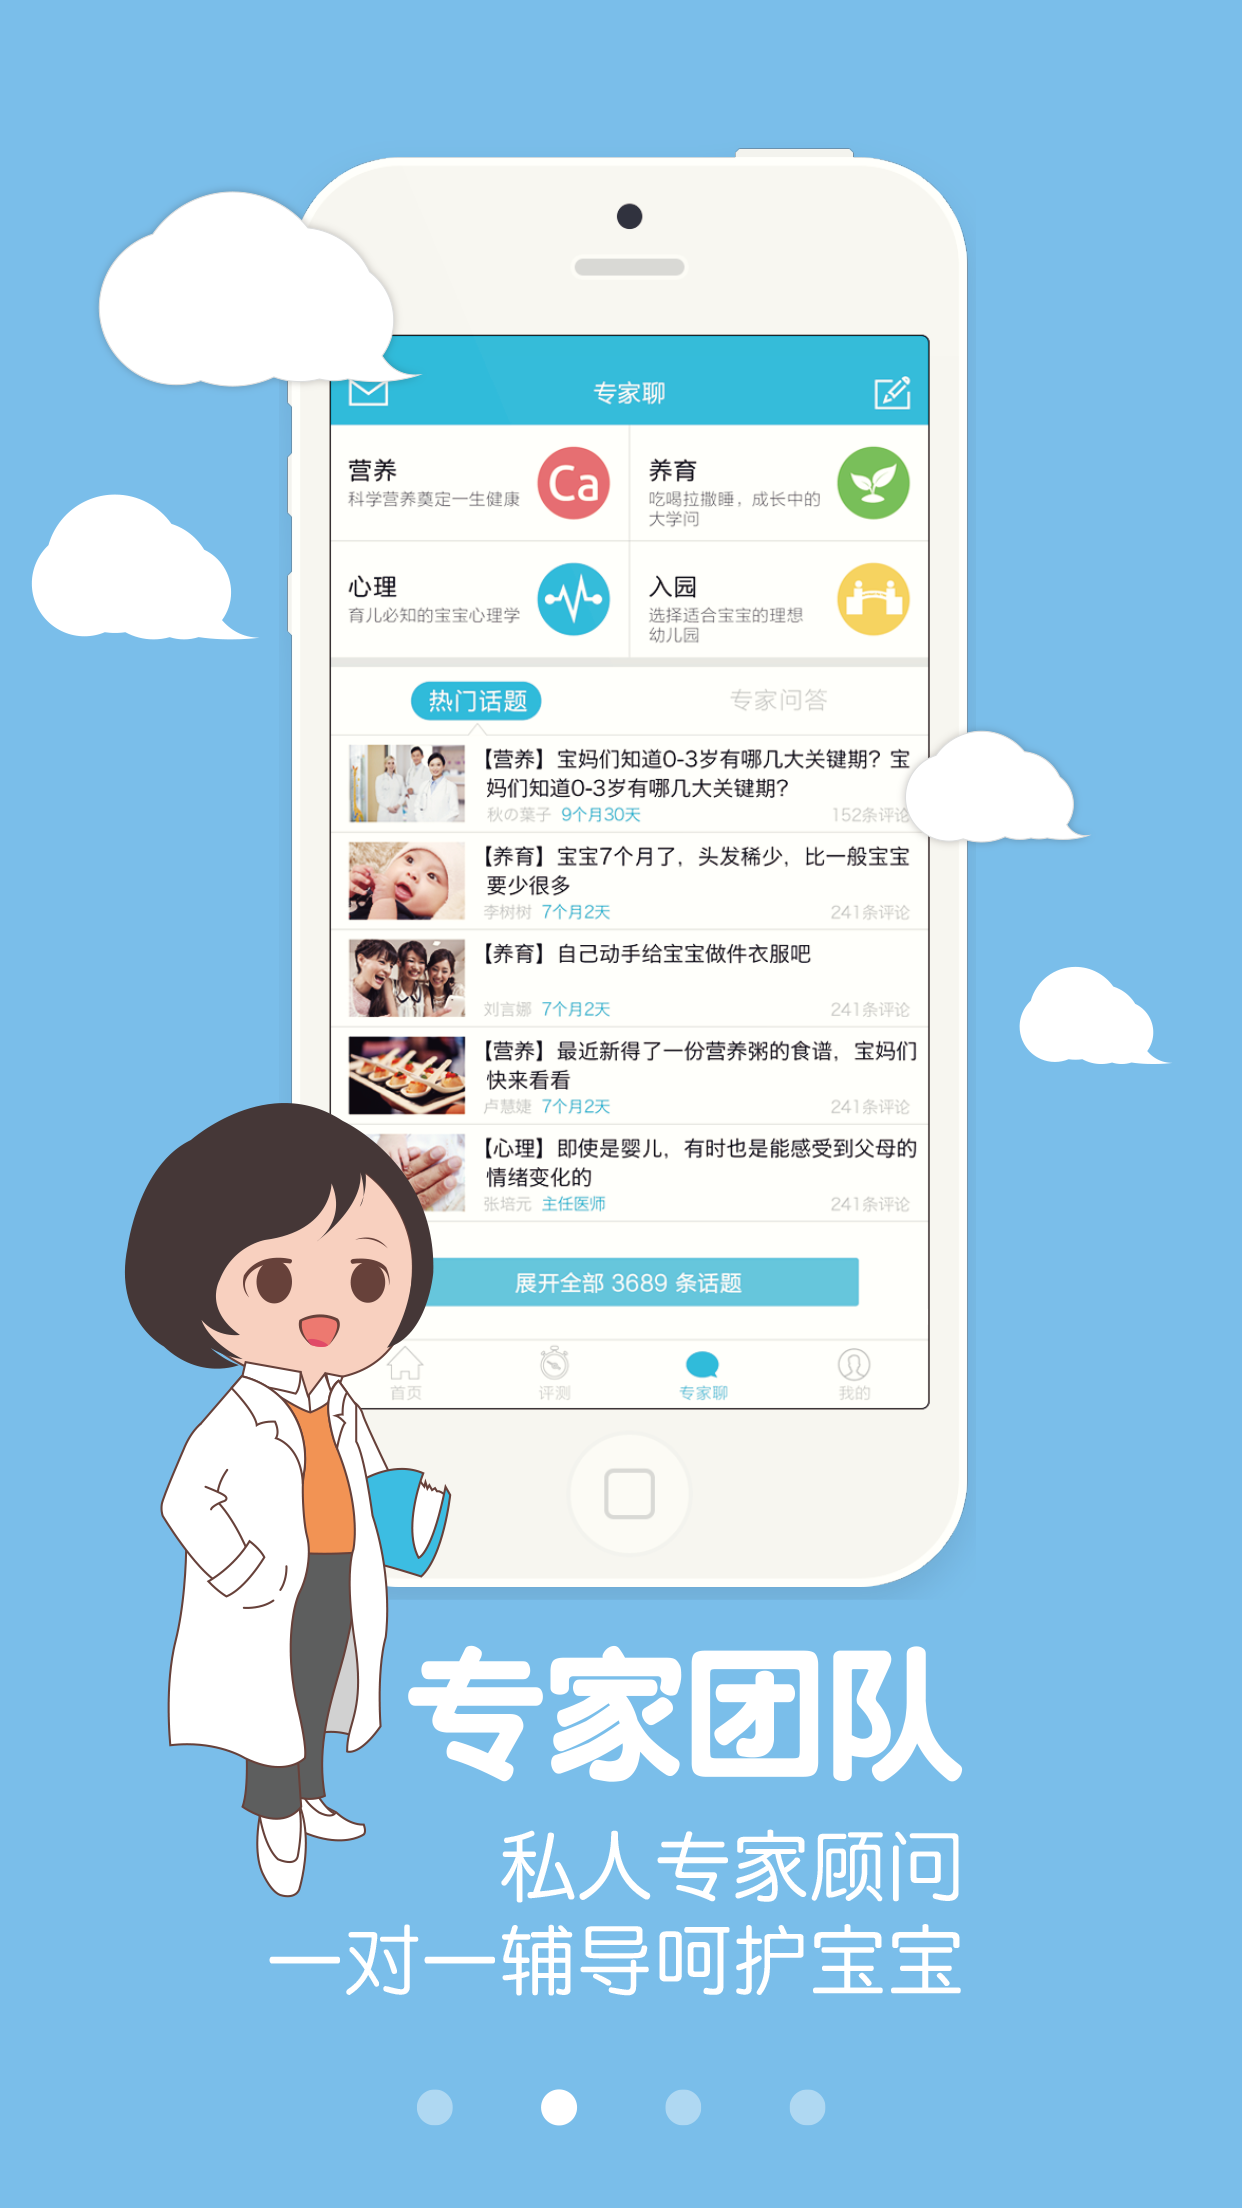 专家聊
营养
科学营养奠定一生健康
Ca
养育
吃喝拉撒睡，成长中的
大学问
心理
育儿必知的宝宝心理学
入园
选择适合宝宝的理想
幼儿园
热门话题
专家问答
【营养】宝妈们知道0-3岁有哪几大关键期？宝
妈们知道0-3岁有哪几大关键期？
秋の葉子 9个月30天 152条评论
【养育】宝宝7个月了，头发稀少，比一般宝宝
要少很多
李树树 7个月2天 241条评论
【养育】自己动手给宝宝做件衣服吧
刘言娜 7个月2天 241条评论
【营养】最近新得了一份营养粥的食谱，宝妈们
快来看看
卢慧婕 7个月2天 241条评论
【心理】即使是婴儿，有时也是能感受到父母的
情绪变化的
张培元 主任医师 241条评论
展开全部 3689 条话题
首页 评测 专家聊 我的
专家团队
私人专家顾问
一对一辅导呵护宝宝